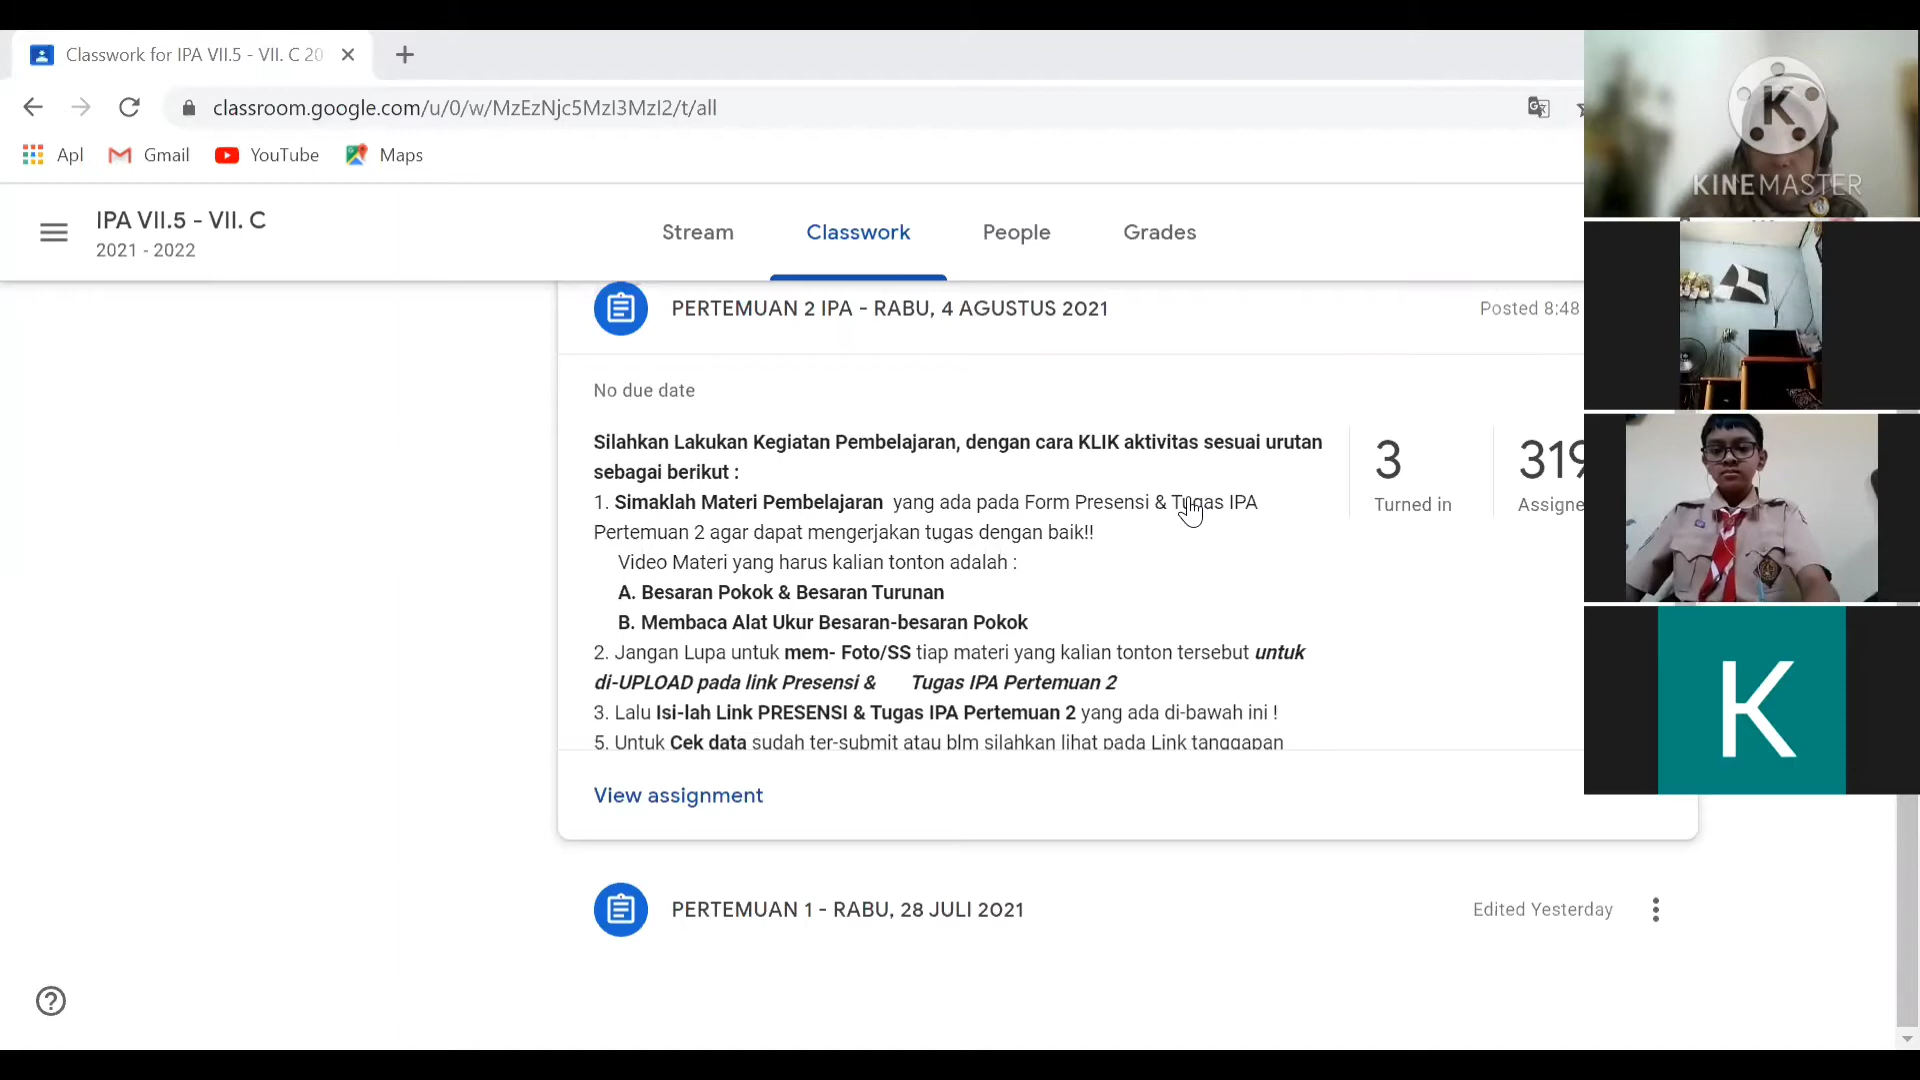 Classwork for IPA VII.5 - VII. C 20
classroom.google.com/u/0/w/MzEzNjc5MzI3MzI2/t/all
Apl Gmail YouTube Maps
IPA VII.5 - VII. C
2021 - 2022
Stream Classwork People Grades
PERTEMUAN 2 IPA - RABU, 4 AGUSTUS 2021 Posted 8:48
No due date
Silahkan Lakukan Kegiatan Pembelajaran, dengan cara KLIK aktivitas sesuai urutan
sebagai berikut :
1. Simaklah Materi Pembelajaran yang ada pada Form Presensi & Tugas IPA
Pertemuan 2 agar dapat mengerjakan tugas dengan baik!!
Video Materi yang harus kalian tonton adalah :
A. Besaran Pokok & Besaran Turunan
B. Membaca Alat Ukur Besaran-besaran Pokok
2. Jangan Lupa untuk mem- Foto/SS tiap materi yang kalian tonton tersebut untuk
di-UPLOAD pada link Presensi & Tugas IPA Pertemuan 2
3. Lalu Isi-lah Link PRESENSI & Tugas IPA Pertemuan 2 yang ada di-bawah ini !
5. Untuk Cek data sudah ter-submit atau blm silahkan lihat pada Link tanggapan
3
Turned in
319
Assigne
View assignment
PERTEMUAN 1 - RABU, 28 JULI 2021 Edited Yesterday
K
KINEMASTER
K